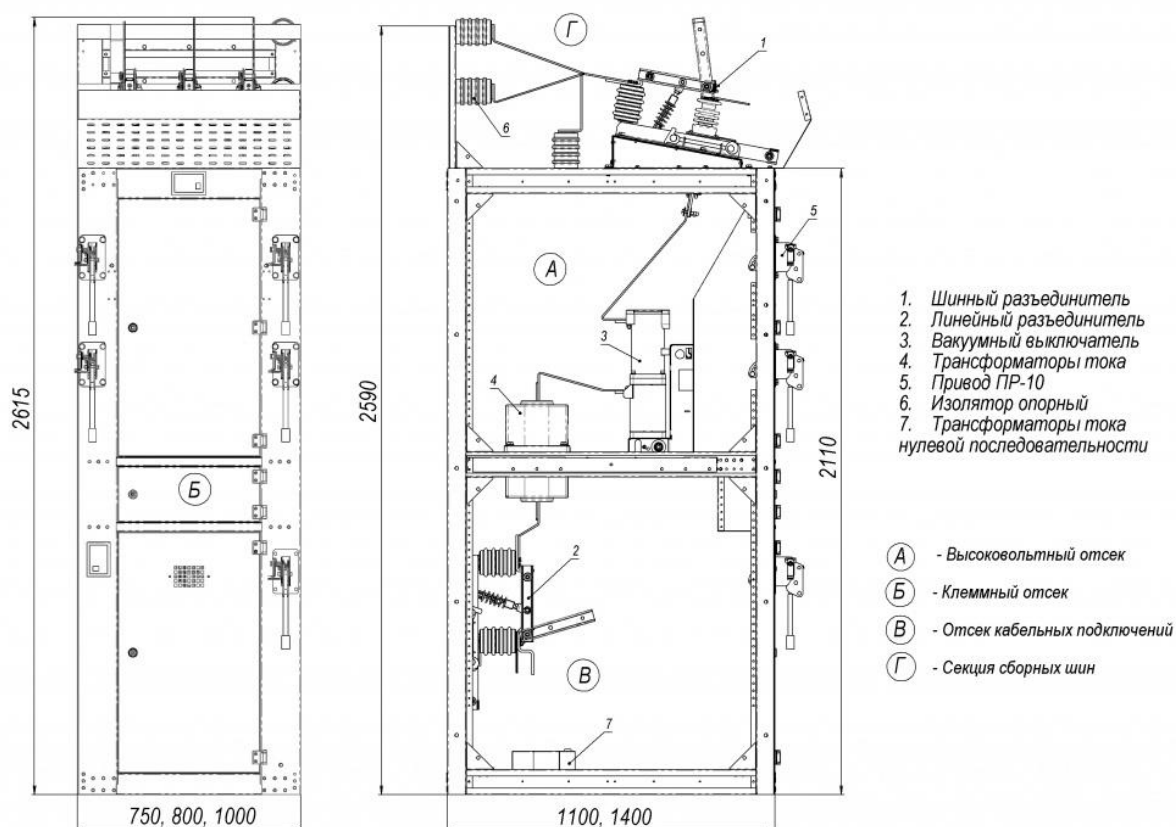 Г
1
6
А
5
3
4
2615
2590
2110
Б
2
В
7
750, 800, 1000
1100, 1400
1. Шинный разъединитель
2. Линейный разъединитель
3. Вакуумный выключатель
4. Трансформаторы тока
5. Привод ПР-10
6. Изолятор опорный
7. Трансформаторы тока
нулевой последовательности
А - Высоковольтный отсек
Б - Клеммный отсек
В - Отсек кабельных подключений
Г - Секция сборных шин